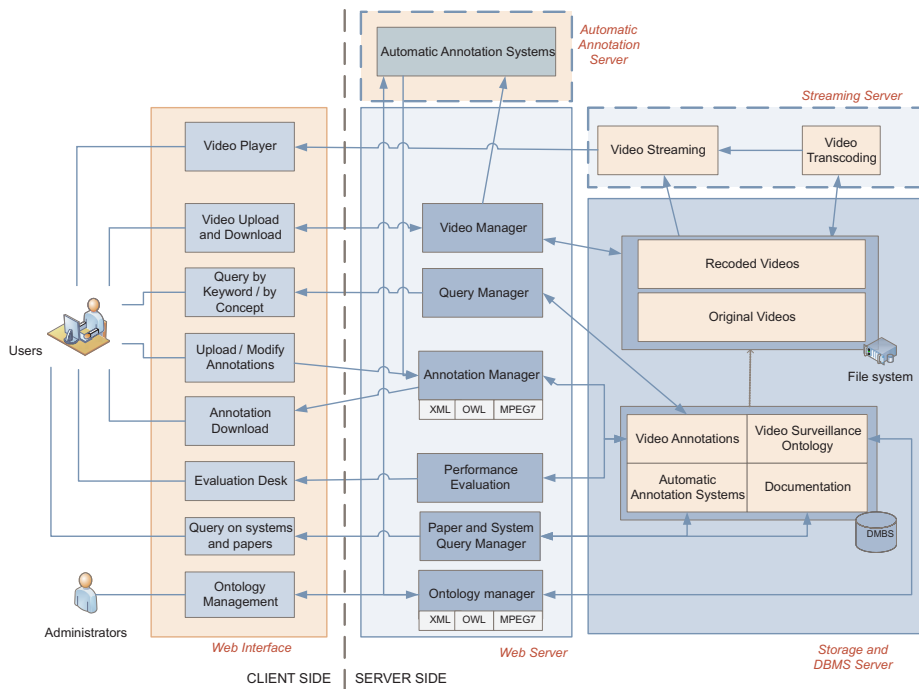 Automatic Annotation Systems
Automatic
Annotation
Server
Streaming Server
Video Player
Video Streaming
Video
Transcoding
Video Upload
and Download
Video Manager
Query by
Keyword / by
Concept
Query Manager
Recoded Videos
Original Videos
Users
Upload / Modify
Annotations
Annotation Manager
XML OWL MPEG7
File system
Annotation
Download
Video Annotations
Video Surveillance
Ontology
Evaluation Desk
Performance
Evaluation
Automatic
Annotation Systems
Documentation
DMBS
Query on systems
and papers
Paper and System
Query Manager
Ontology
Management
Ontology manager
XML OWL MPEG7
Administrators
Web Interface
Web Server
Storage and
DBMS Server
CLIENT SIDE
SERVER SIDE